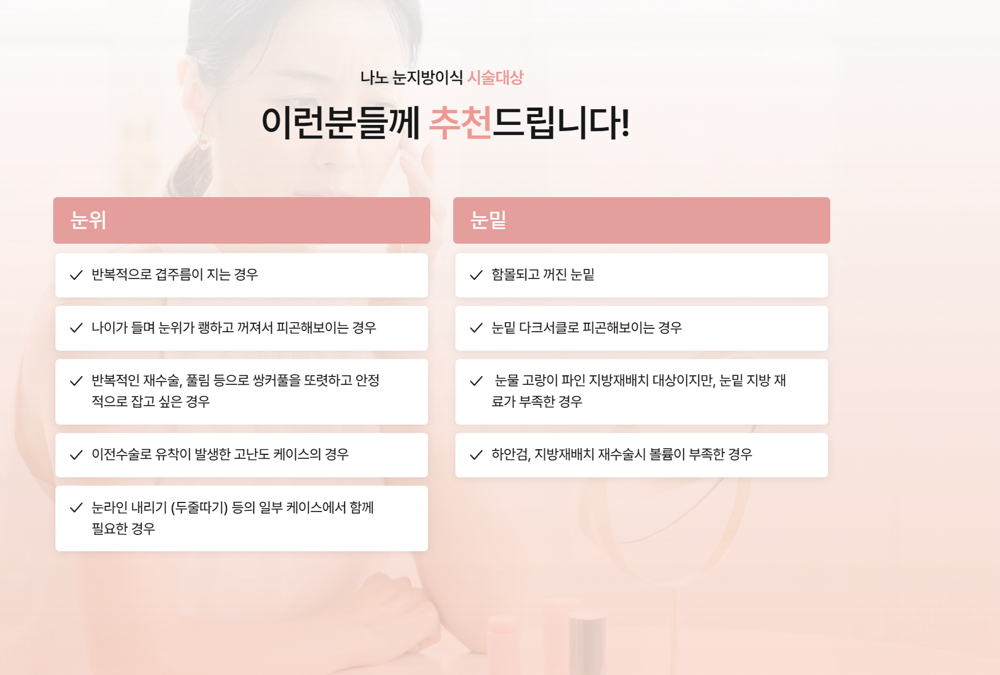 나노 눈지방이식 시술대상
이런분들께 추천드립니다!
눈위
반복적으로 겹주름이 지는 경우
나이가 들며 눈위가 퀭하고 꺼져서 피곤해보이는 경우
반복적인 재수술, 풀림 등으로 쌍커풀을 또렷하고 안정
적으로 잡고 싶은 경우
이전수술로 유착이 발생한 고난도 케이스의 경우
눈라인 내리기 (두줄따기) 등의 일부 케이스에서 함께
필요한 경우
눈밑
함몰되고 꺼진 눈밑
눈밑 다크서클로 피곤해보이는 경우
눈물 고랑이 파인 지방재배치 대상이지만, 눈밑 지방 재
료가 부족한 경우
하안검, 지방재배치 재수술시 볼륨이 부족한 경우